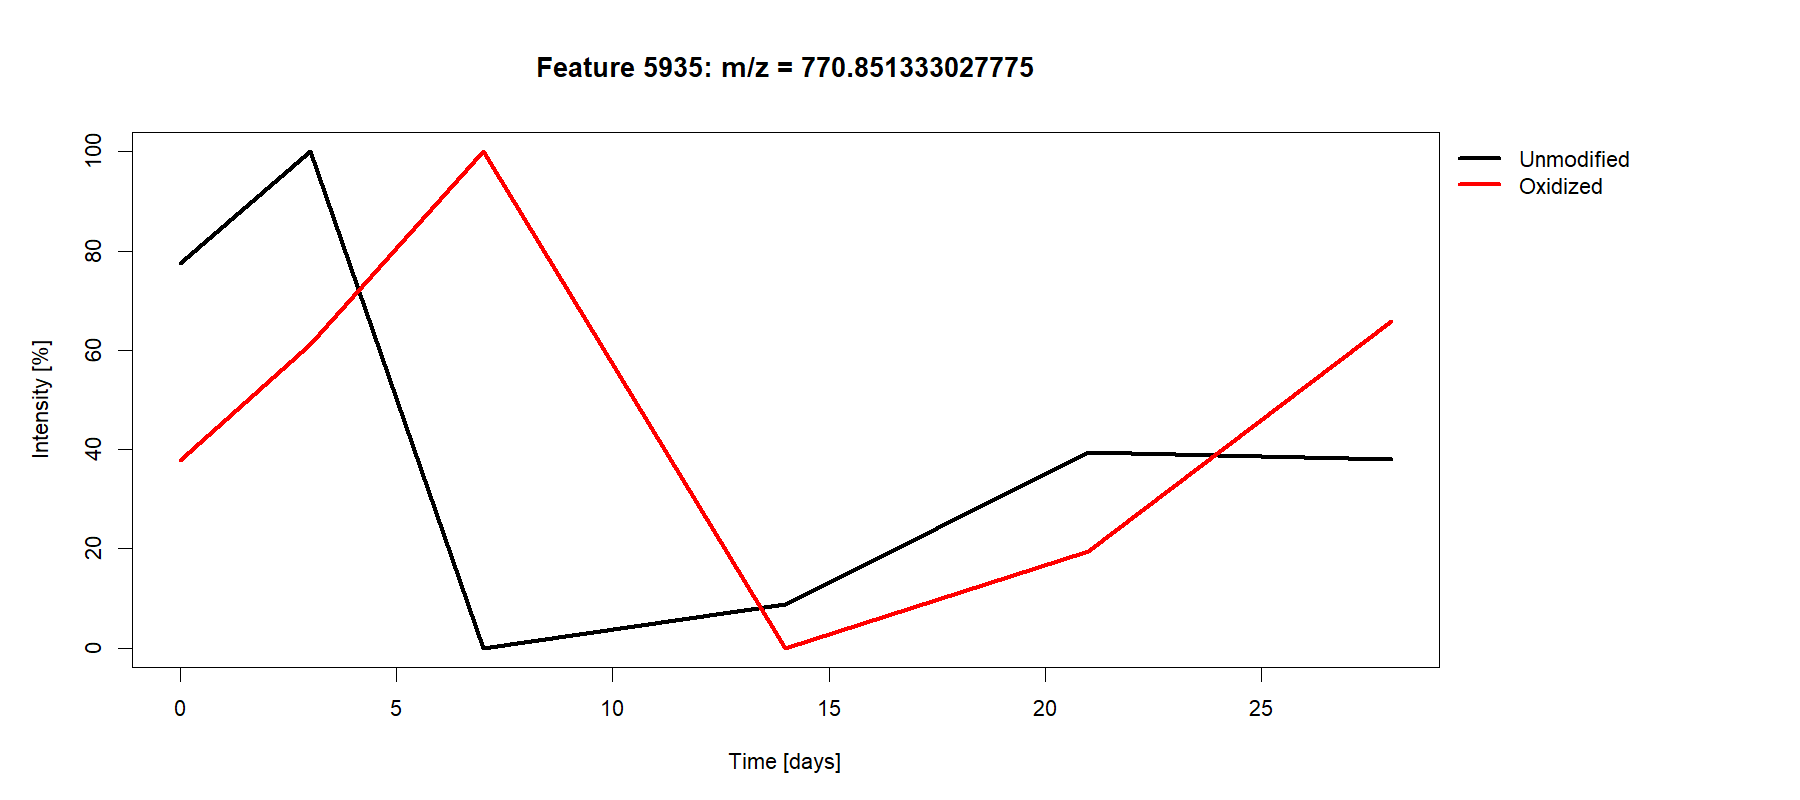 Feature 5935: m/z = 770.851333027775
Unmodified
Oxidized
Intensity [%]
100
80
60
40
20
0
0 5 10 15 20 25
Time [days]